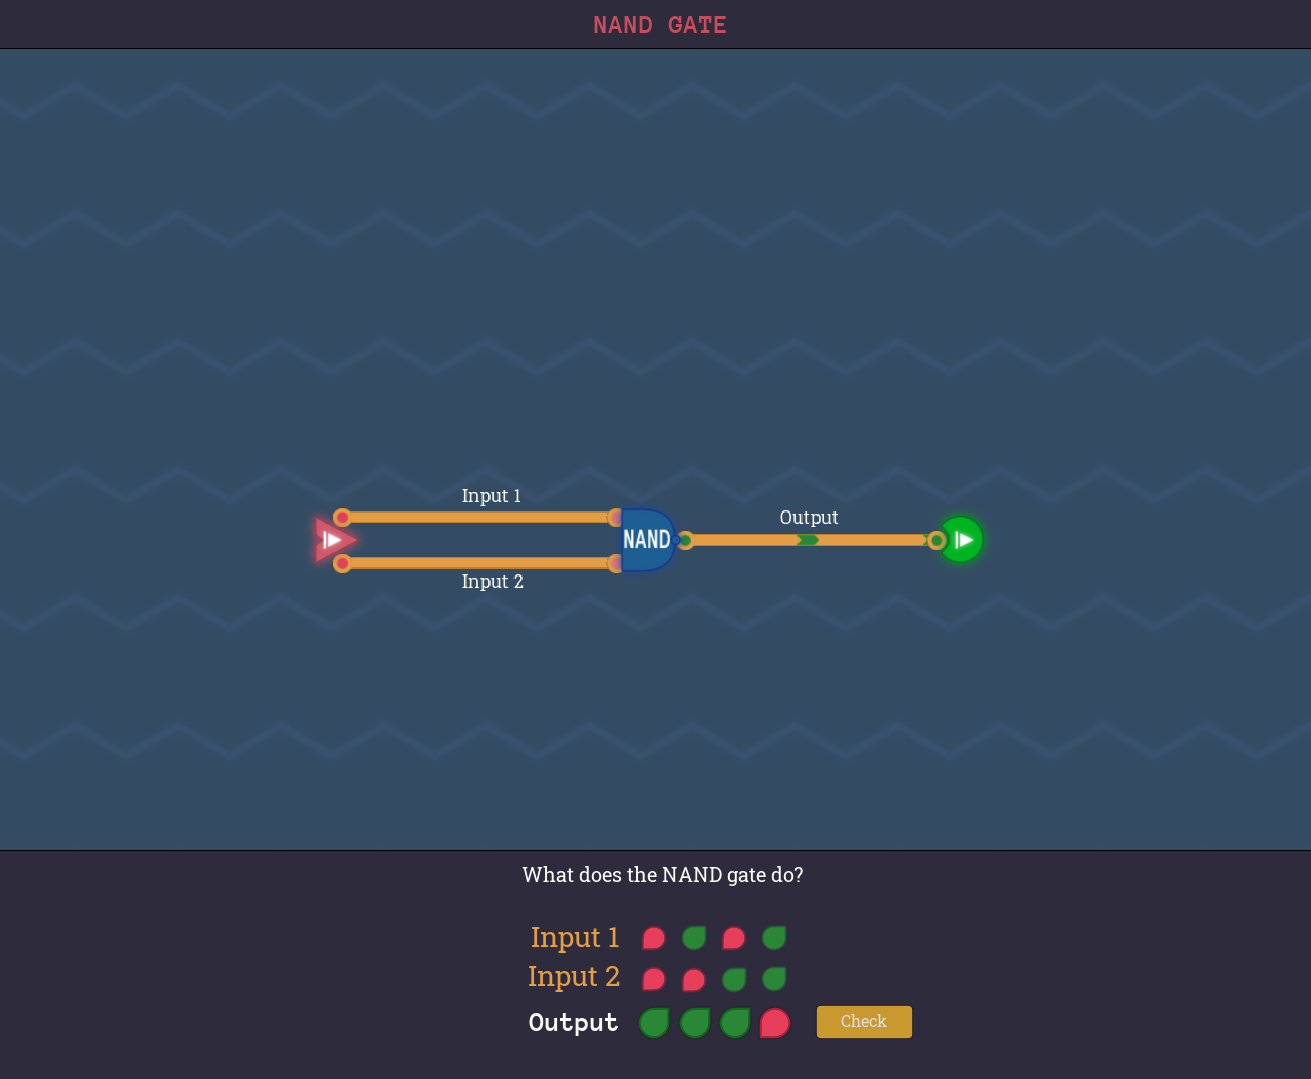 NAND GATE
Input 1
NAND
Output
Input 2
What does the NAND gate do?
Input 1
Input 2
Output
Check